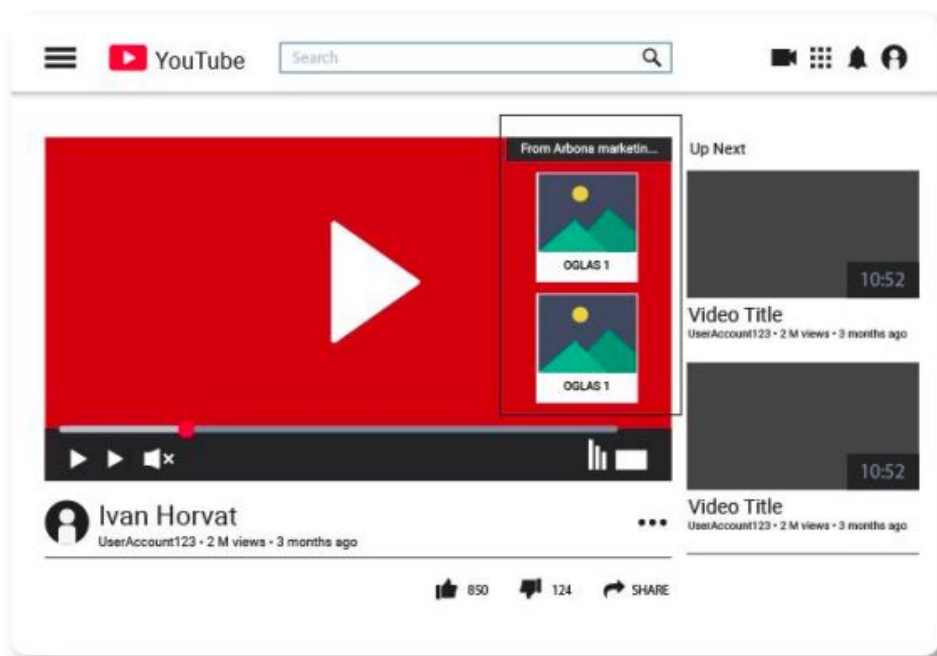 YouTube
Search
From Arbona marketin...
OGLAS 1
OGLAS 1
Up Next
10:52
Video Title
UserAccount123 • 2 M views • 3 months ago
10:52
Video Title
UserAccount123 • 2 M views • 3 months ago
Ivan Horvat
UserAccount123 • 2 M views • 3 months ago
850
124
SHARE